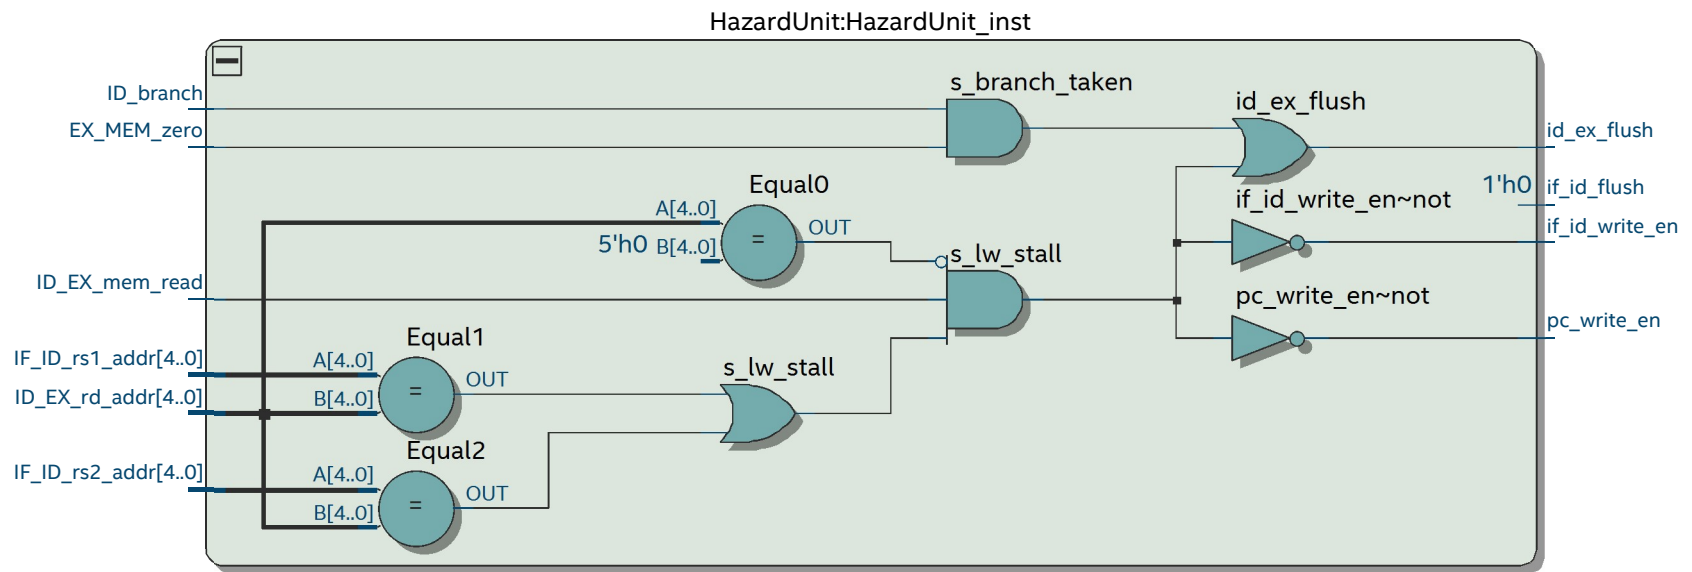 HazardUnit:HazardUnit_inst
s_branch_taken
ID_branch
id_ex_flush
EX_MEM_zero
id_ex_flush
Equal0
1'h0
if_id_flush
A[4..0]
if_id_write_en~not
OUT
if_id_write_en
5'h0
B[4..0]
=
s_lw_stall
ID_EX_mem_read
pc_write_en~not
pc_write_en
Equal1
IF_ID_rs1_addr[4..0]
A[4..0]
s_lw_stall
OUT
=
ID_EX_rd_addr[4..0]
B[4..0]
Equal2
IF_ID_rs2_addr[4..0]
A[4..0]
OUT
=
B[4..0]